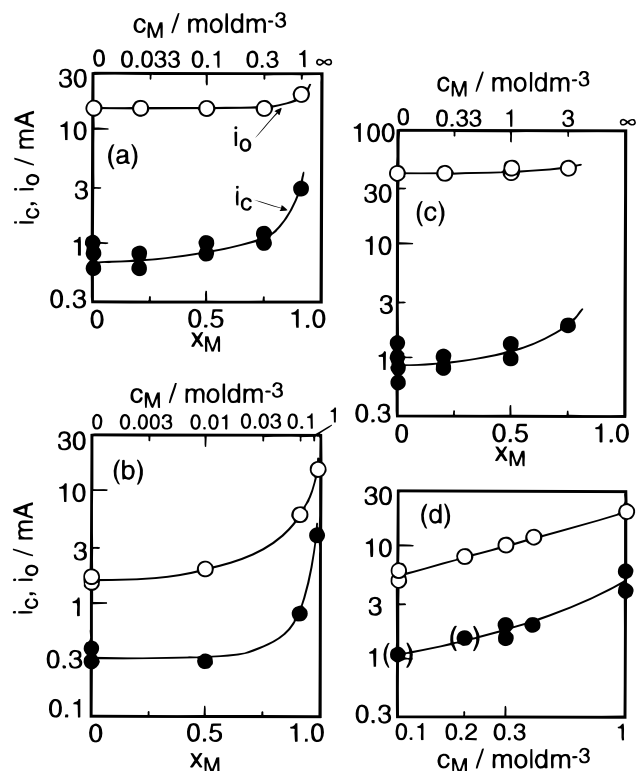 c_M / moldm-3
0 0.033 0.1 0.3 1 ∞
30
10
3
1
0.3
i_c, i_o / mA
(a)
i_o
i_c
0 0.5 1.0
x_M
c_M / moldm-3
0 0.33 1 3 ∞
100
30
10
3
1
0.3
(c)
0 0.5 1.0
x_M
c_M / moldm-3
0 0.003 0.01 0.03 0.1 1
30
10
3
1
0.3
0.1
i_c, i_o / mA
(b)
0 0.5 1.0
x_M
30
10
3
1
0.3
(d)
( )
( )
0.1 0.2 0.3 1
c_M / moldm-3